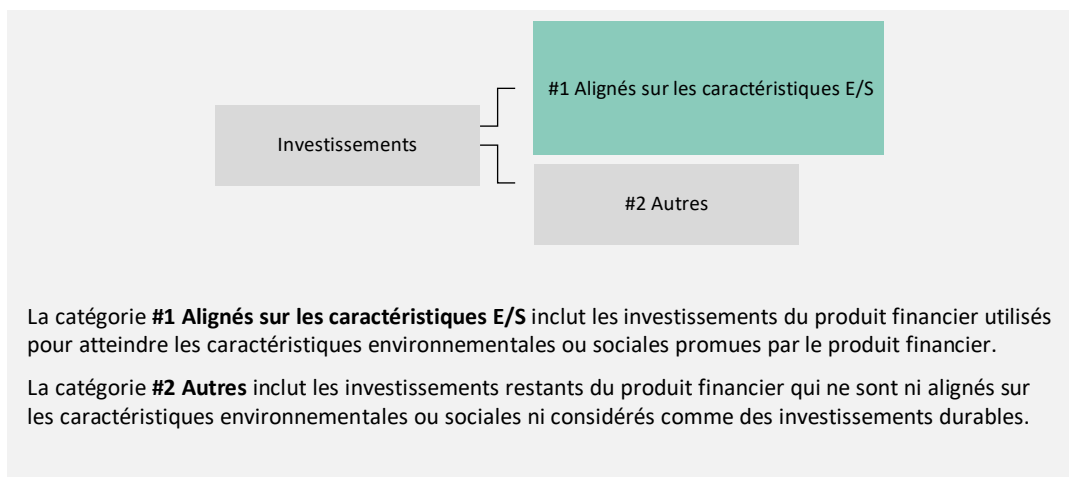 #1 Alignés sur les caractéristiques E/S
Investissements
#2 Autres
La catégorie #1 Alignés sur les caractéristiques E/S inclut les investissements du produit financier utilisés
pour atteindre les caractéristiques environnementales ou sociales promues par le produit financier.
La catégorie #2 Autres inclut les investissements restants du produit financier qui ne sont ni alignés sur
les caractéristiques environnementales ou sociales ni considérés comme des investissements durables.